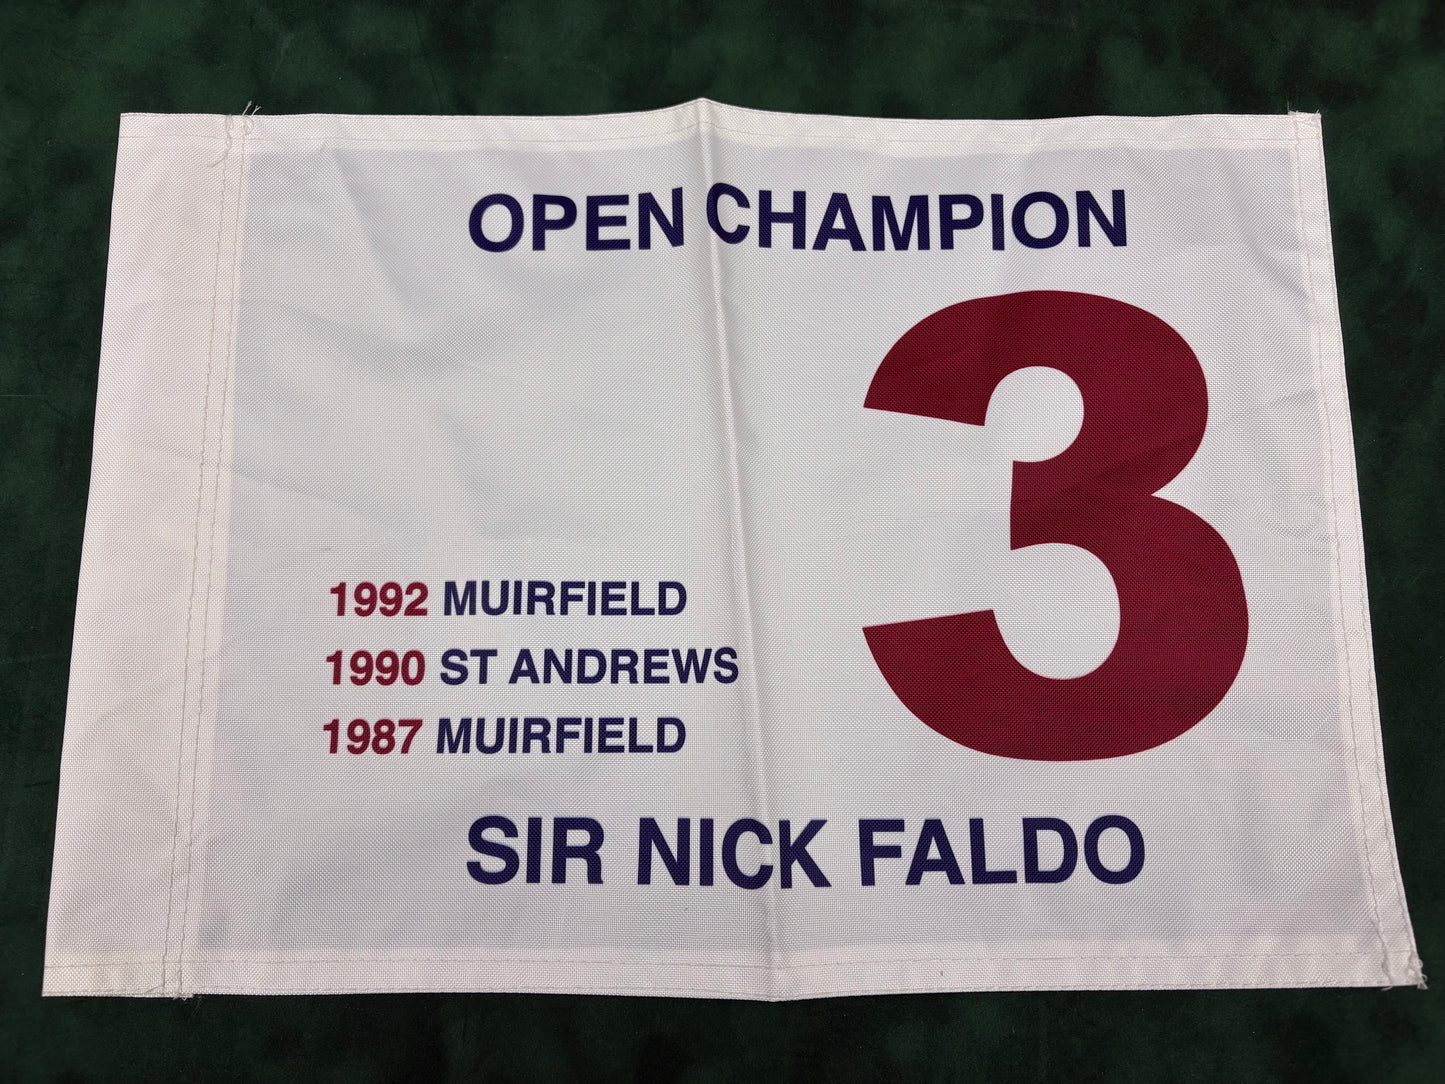 OPEN CHAMPION
3
1992 MUIRFIELD
1990 ST ANDREWS
1987 MUIRFIELD
SIR NICK FALDO